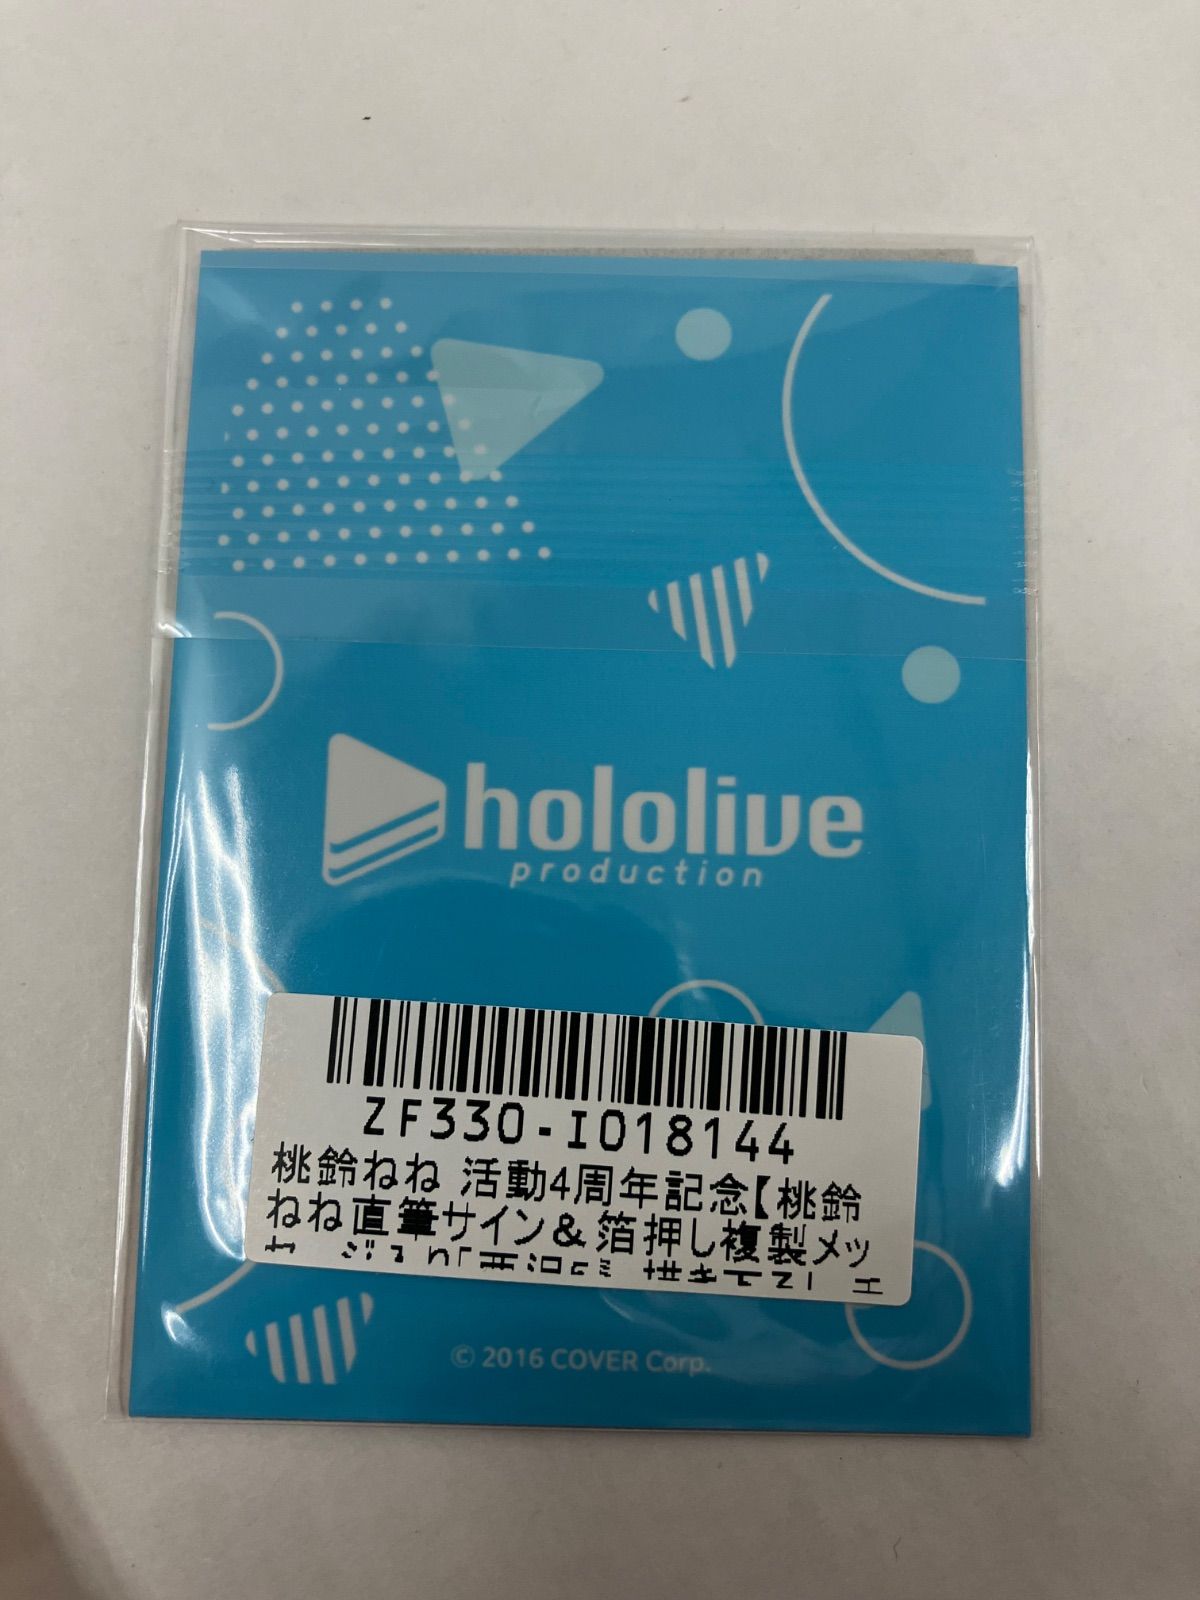 hololive
production
ZF330-I018144
桃鈴ねね 活動4周年記念【桃鈴
ねね直筆サイン＆箔押し複製メッ
© 2016 COVER Corp.